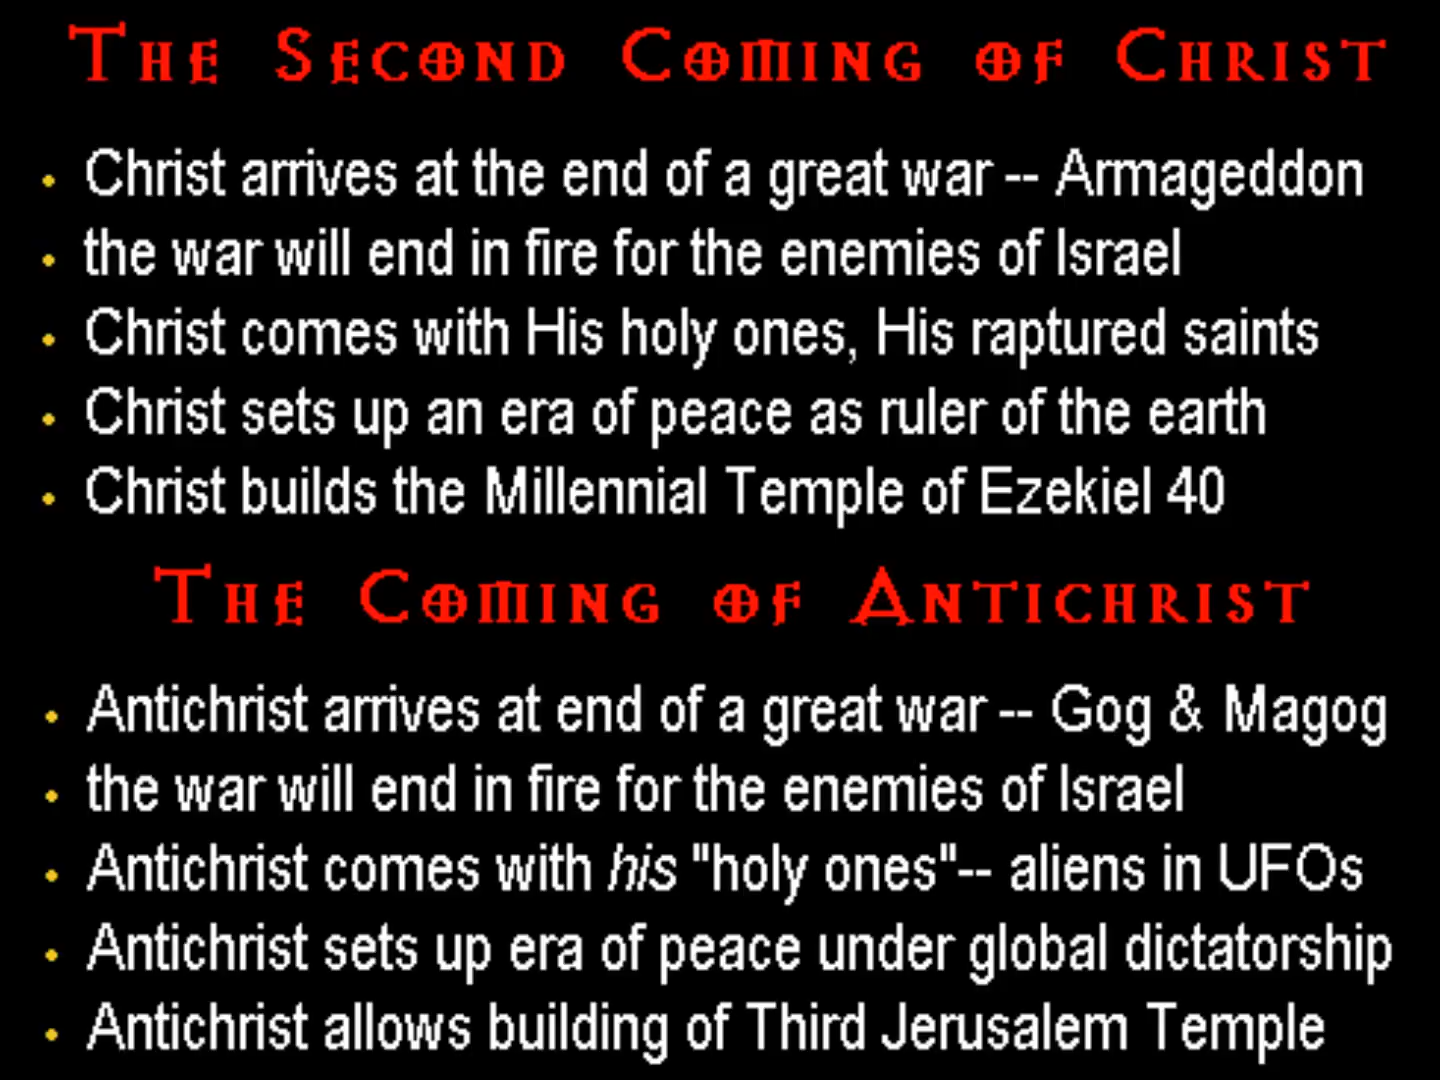 The Second Coming of Christ
• Christ arrives at the end of a great war -- Armageddon
• the war will end in fire for the enemies of Israel
• Christ comes with His holy ones, His raptured saints
• Christ sets up an era of peace as ruler of the earth
• Christ builds the Millennial Temple of Ezekiel 40
The Coming of Antichrist
• Antichrist arrives at end of a great war -- Gog & Magog
• the war will end in fire for the enemies of Israel
• Antichrist comes with his "holy ones"-- aliens in UFOs
• Antichrist sets up era of peace under global dictatorship
• Antichrist allows building of Third Jerusalem Temple